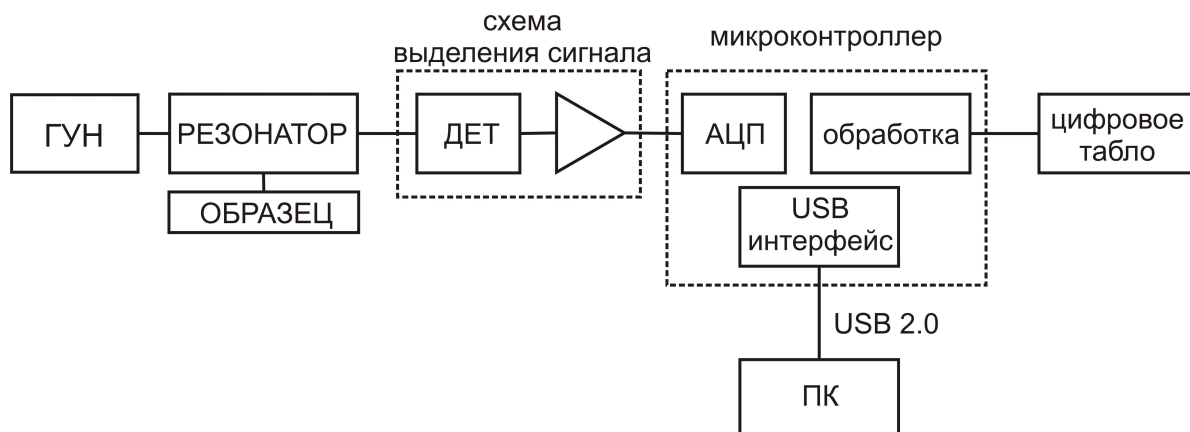 схема
выделения сигнала
микроконтроллер
ГУН
РЕЗОНАТОР
ДЕТ
АЦП
обработка
цифровое
табло
ОБРАЗЕЦ
USB
интерфейс
USB 2.0
ПК